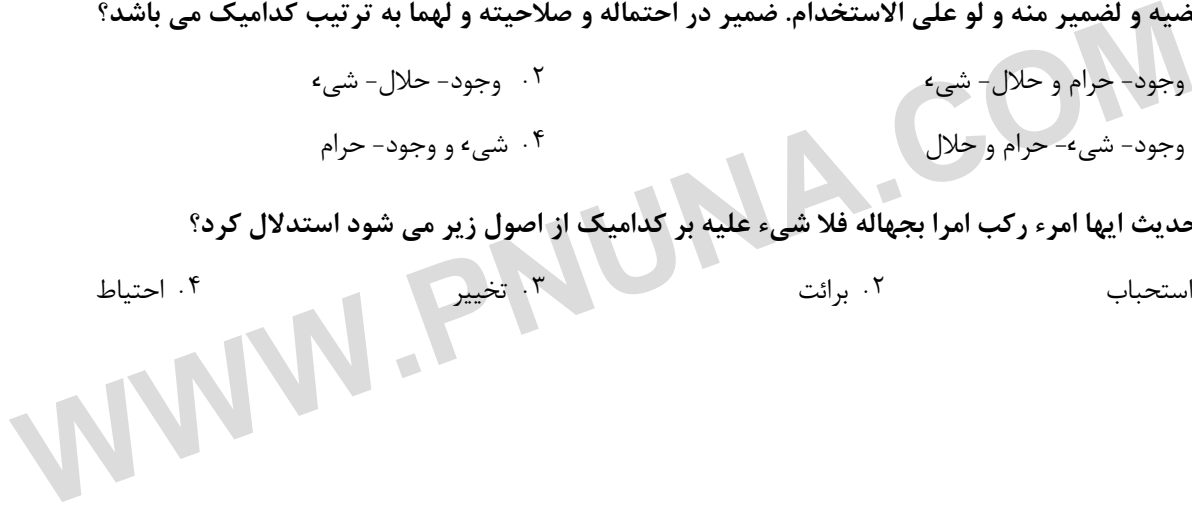 ضیه و لضمیر منه و لو علی الاستخدام. ضمیر در احتماله و صلاحیته و لهما به ترتیب کدامیک می باشد؟
وجود- حرام و حلال- شیء ۲. وجود- حلال- شیء
وجود- شیء- حرام و حلال ۴. شیء و وجود- حرام
حدیث ایها امرء رکب امرا بجهاله فلا شیء علیه بر کدامیک از اصول زیر می شود استدلال کرد؟
استحباب ۲. برائت ۳. تخییر ۴. احتیاط
WWW.PNUNA.COM